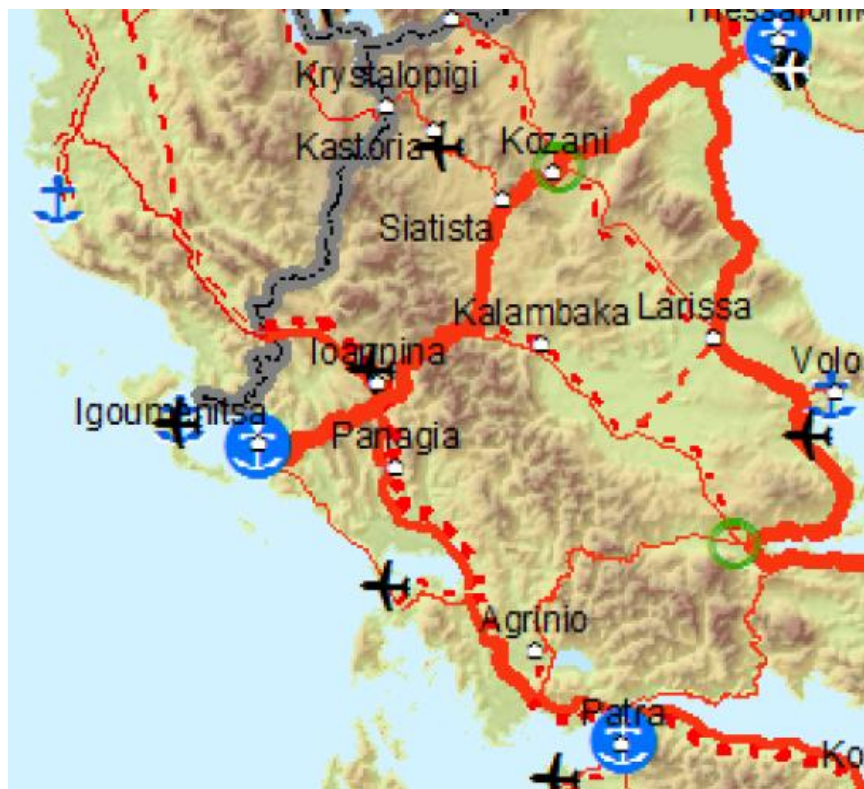 Krystalopigi
Kastoria
Kozani
Siatista
Kalambaka
Larissa
Ioannina
Igoumenitsa
Panagia
Agrinio
Patra